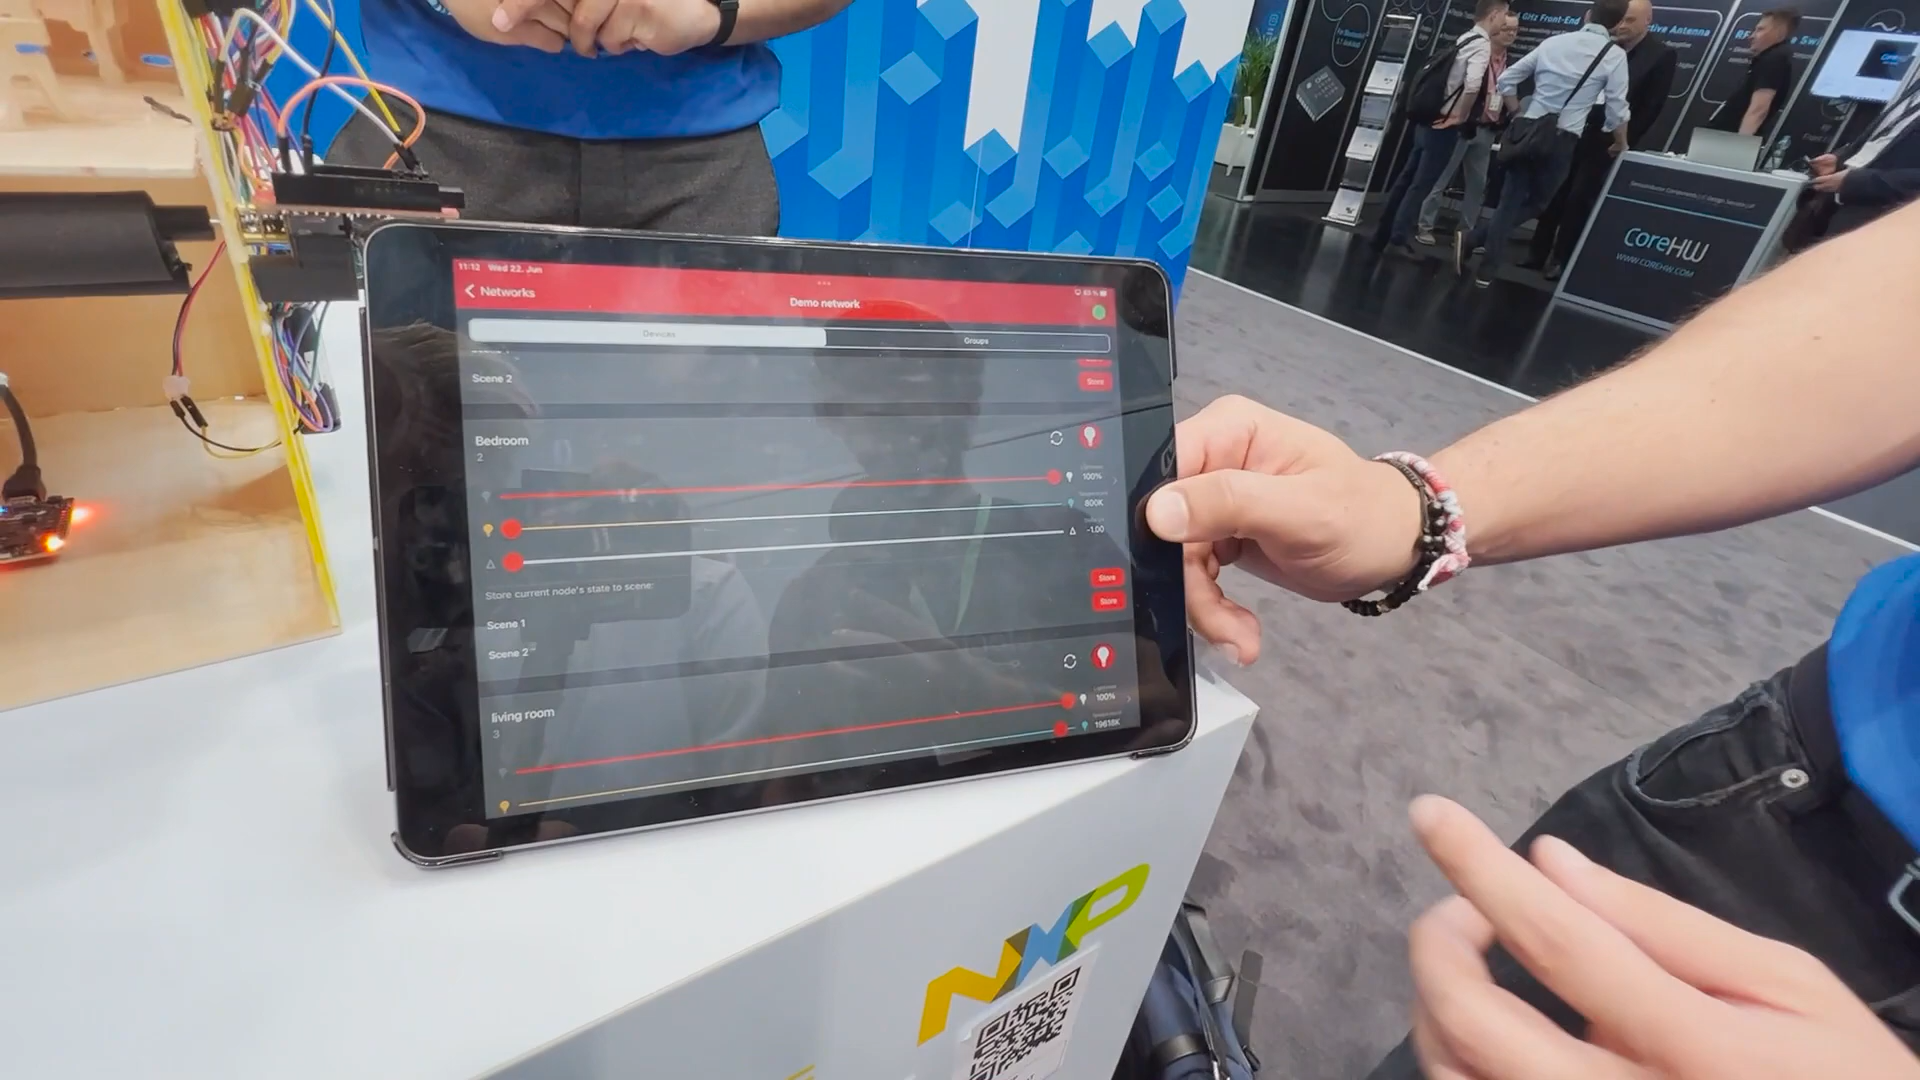 11:12 Wed 22. Jun
Networks
Demo network
Devices
Groups
Scene 2
Store
Bedroom
2
100%
800K
-1.00
Store current node's state to scene:
Store
Store
Scene 1
Scene 2
living room
3
100%
19618K
NXP
GHz Front-End
ctive Antenna
CoreHW
WWW.COREHW.COM